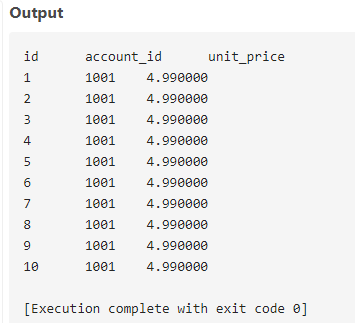 Output
id account_id unit_price
1 1001 4.990000
2 1001 4.990000
3 1001 4.990000
4 1001 4.990000
5 1001 4.990000
6 1001 4.990000
7 1001 4.990000
8 1001 4.990000
9 1001 4.990000
10 1001 4.990000
[Execution complete with exit code 0]